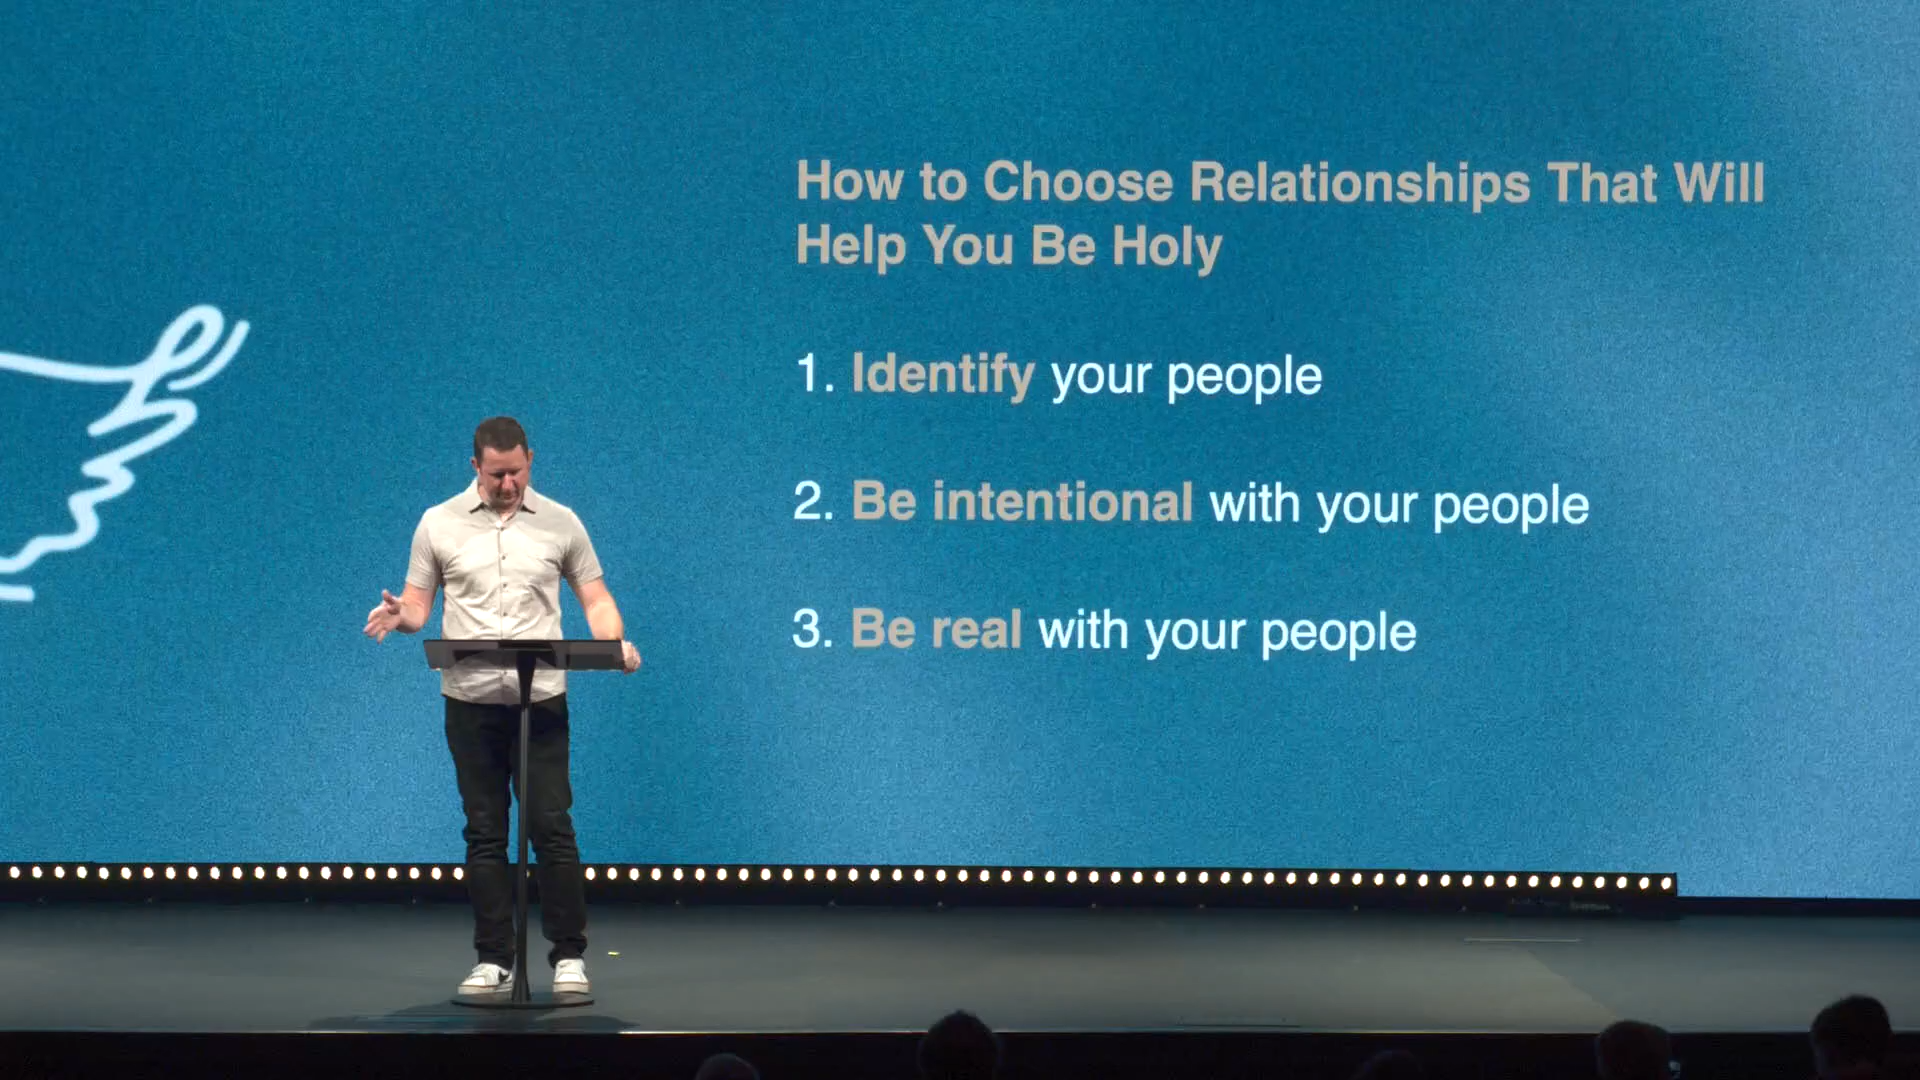 How to Choose Relationships That Will
Help You Be Holy
1. Identify your people
2. Be intentional with your people
3. Be real with your people